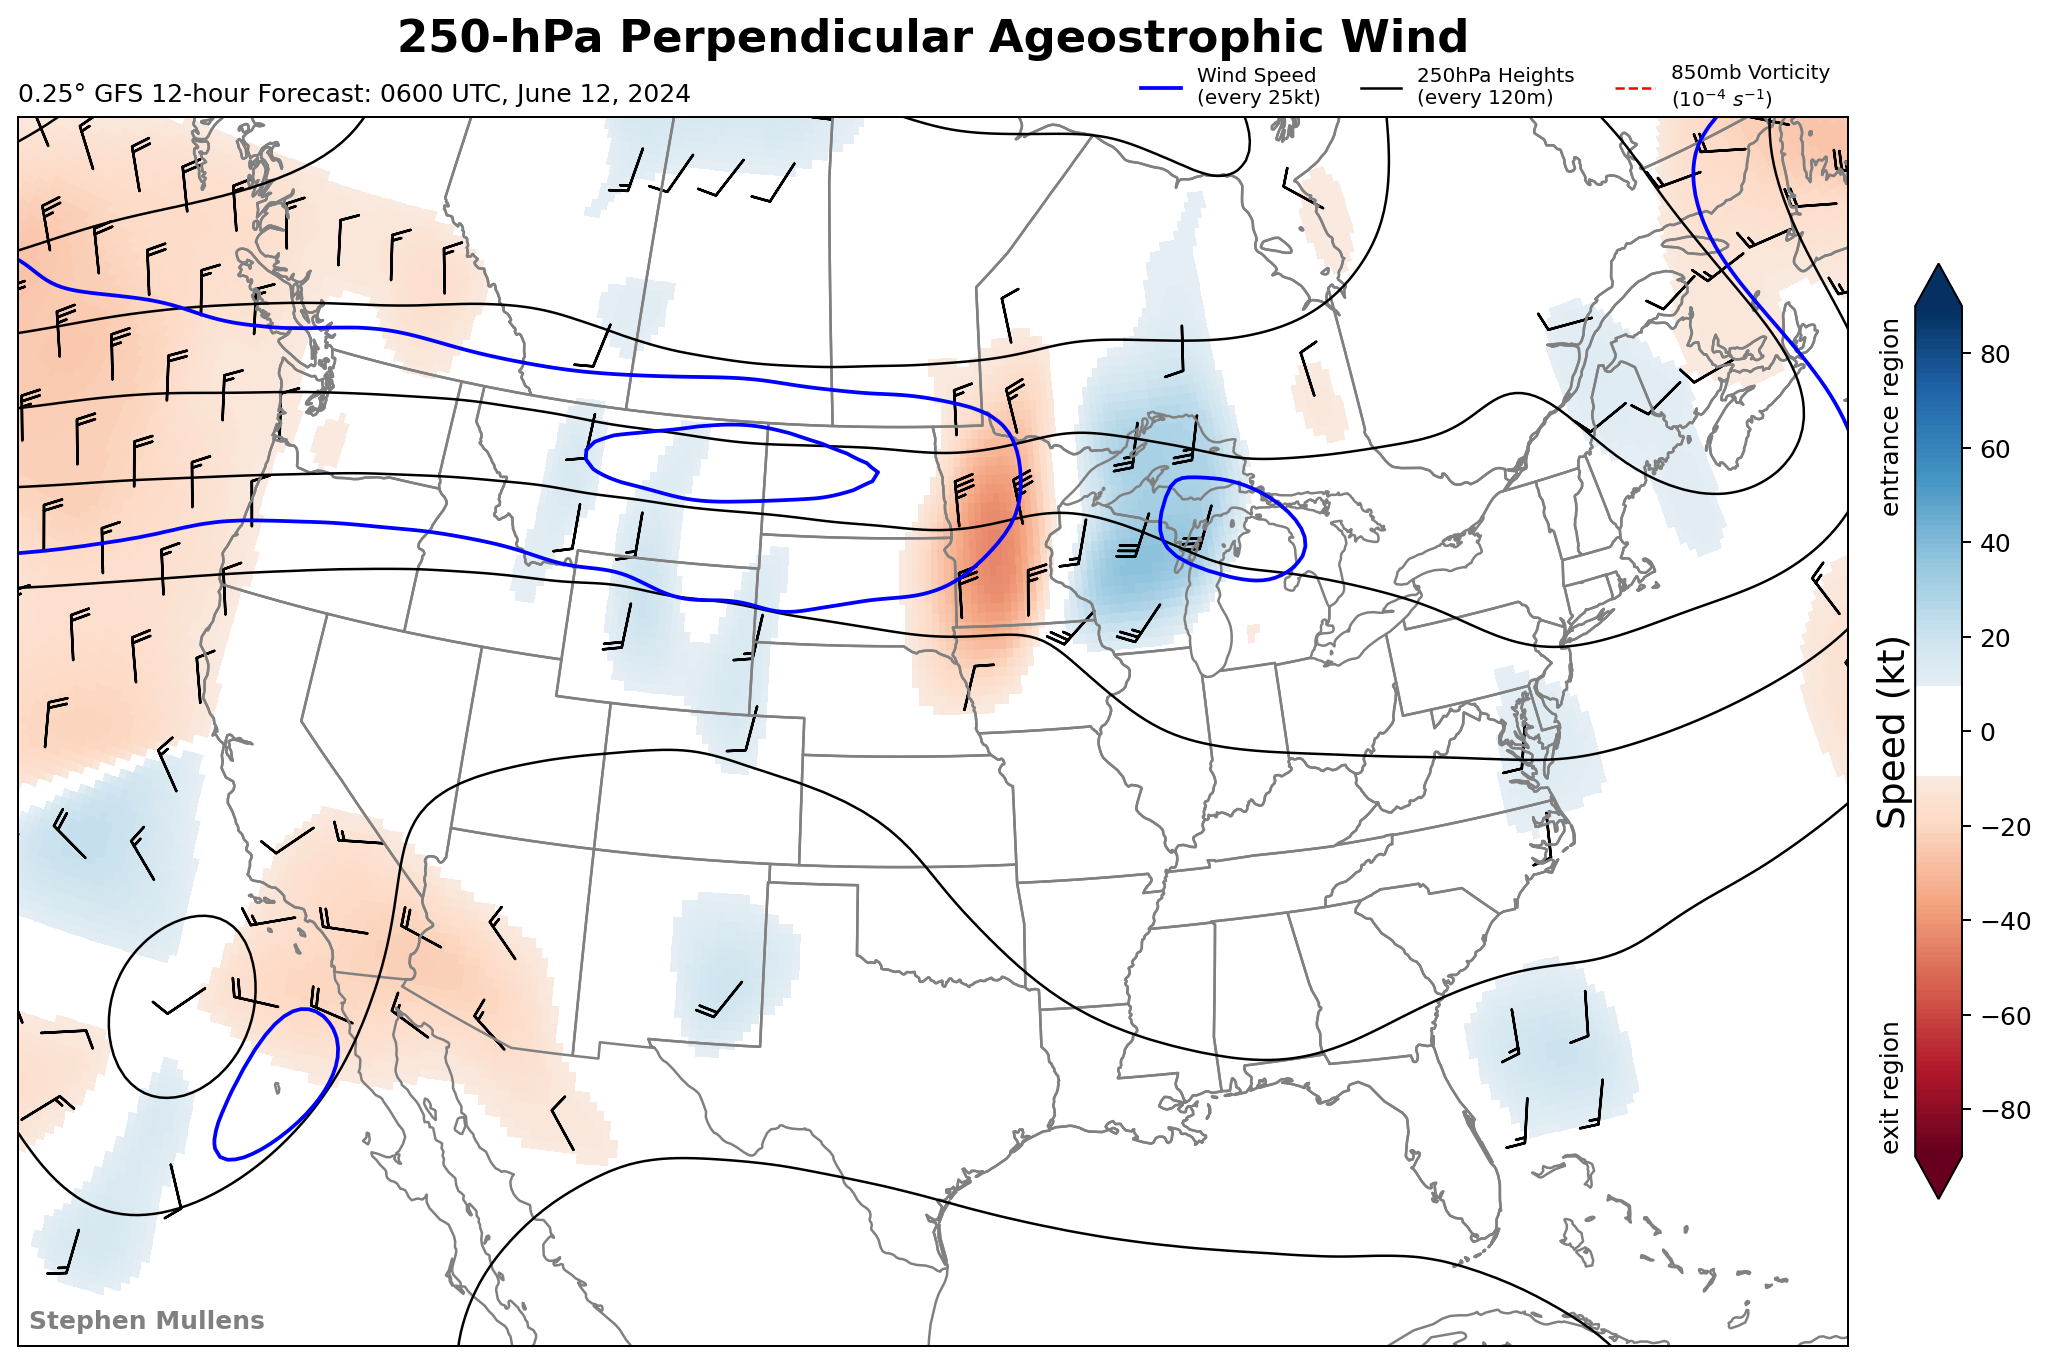 250-hPa Perpendicular Ageostrophic Wind
0.25° GFS 12-hour Forecast: 0600 UTC, June 12, 2024
Wind Speed
(every 25kt)
250hPa Heights
(every 120m)
850mb Vorticity
(10⁻⁴ s⁻¹)
entrance region
Speed (kt)
exit region
80
60
40
20
0
−20
−40
−60
−80
Stephen Mullens